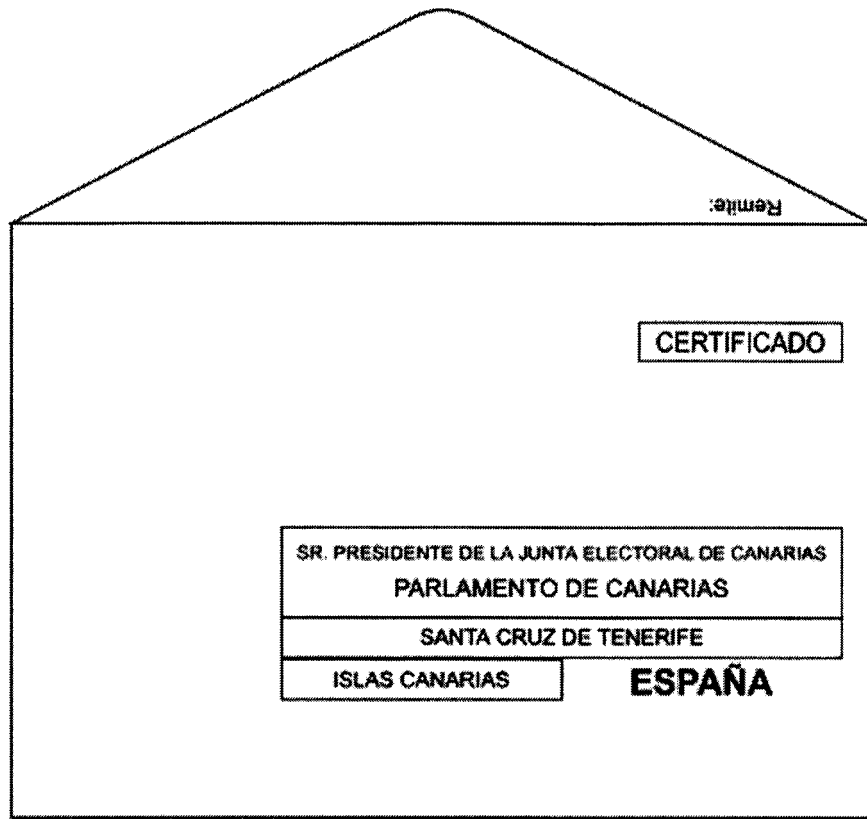 Remite:
CERTIFICADO
SR. PRESIDENTE DE LA JUNTA ELECTORAL DE CANARIAS
PARLAMENTO DE CANARIAS
SANTA CRUZ DE TENERIFE
ISLAS CANARIAS
ESPAÑA